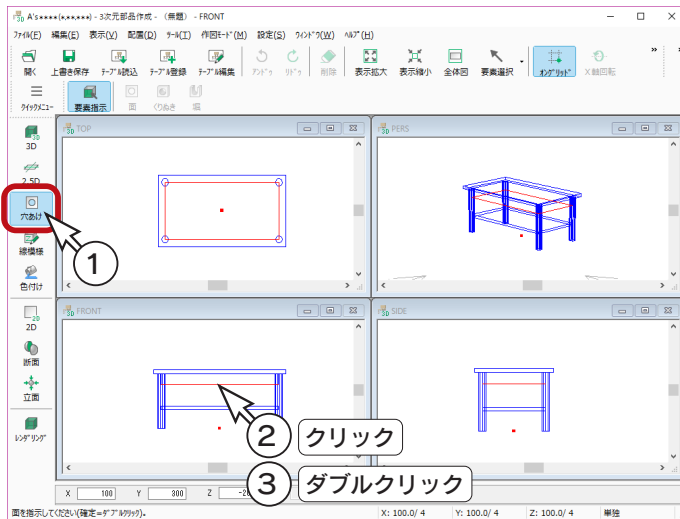 A's****(*,**,***) - 3次元部品作成 - （無題） - FRONT
ファイル(F) 編集(E) 表示(V) 配置(D) ツール(T) 作図モード(M) 設定(S) ウィンドウ(W) ヘルプ(H)
開く 上書き保存 テーブル読込 テーブル登録 テーブル編集 アンドゥ リドゥ 削除 表示拡大 表示縮小 全体図 要素選択 オングリッド X軸回転
クイックメニュー 要素指示 面 くりぬき 堀
3D
2.5D
穴あけ
線模様
色付け
2D
断面
立面
レンダリング
TOP
PERS
FRONT
SIDE
1
2 クリック
3 ダブルクリック
X 100 Y 300 Z
面を指示してください(確定=ダブルクリック)。 X: 100.0/ 4 Y: 100.0/ 4 Z: 100.0/ 4 単独